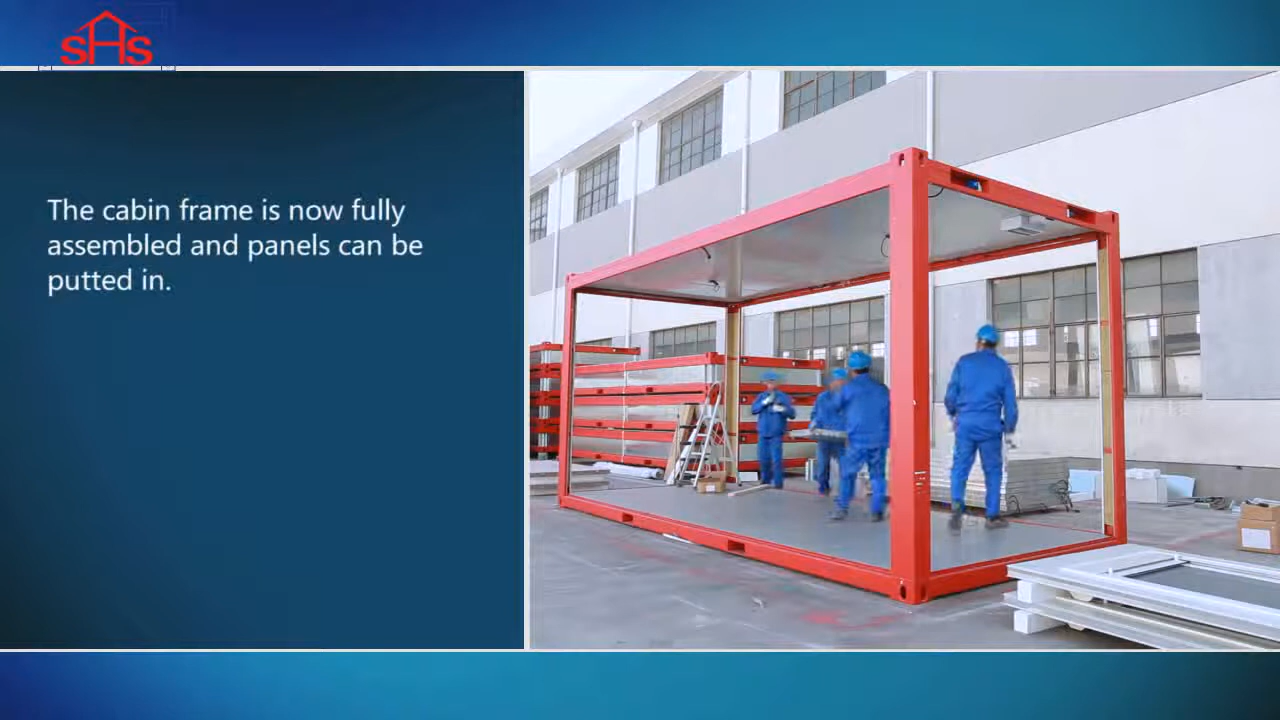 sHs
The cabin frame is now fully
assembled and panels can be
putted in.